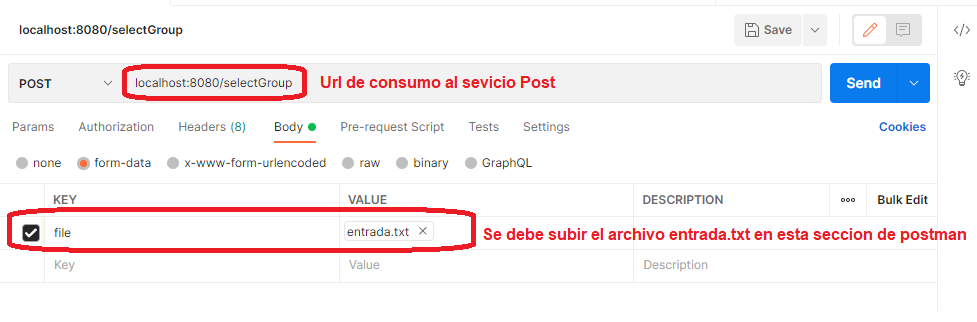 localhost:8080/selectGroup
Save
</>
POST localhost:8080/selectGroup Url de consumo al sevicio Post Send
Params Authorization Headers (8) Body Pre-request Script Tests Settings Cookies
none form-data x-www-form-urlencoded raw binary GraphQL
KEY VALUE DESCRIPTION ooo Bulk Edit
file entrada.txt × Se debe subir el archivo entrada.txt en esta seccion de postman
Key Value Description